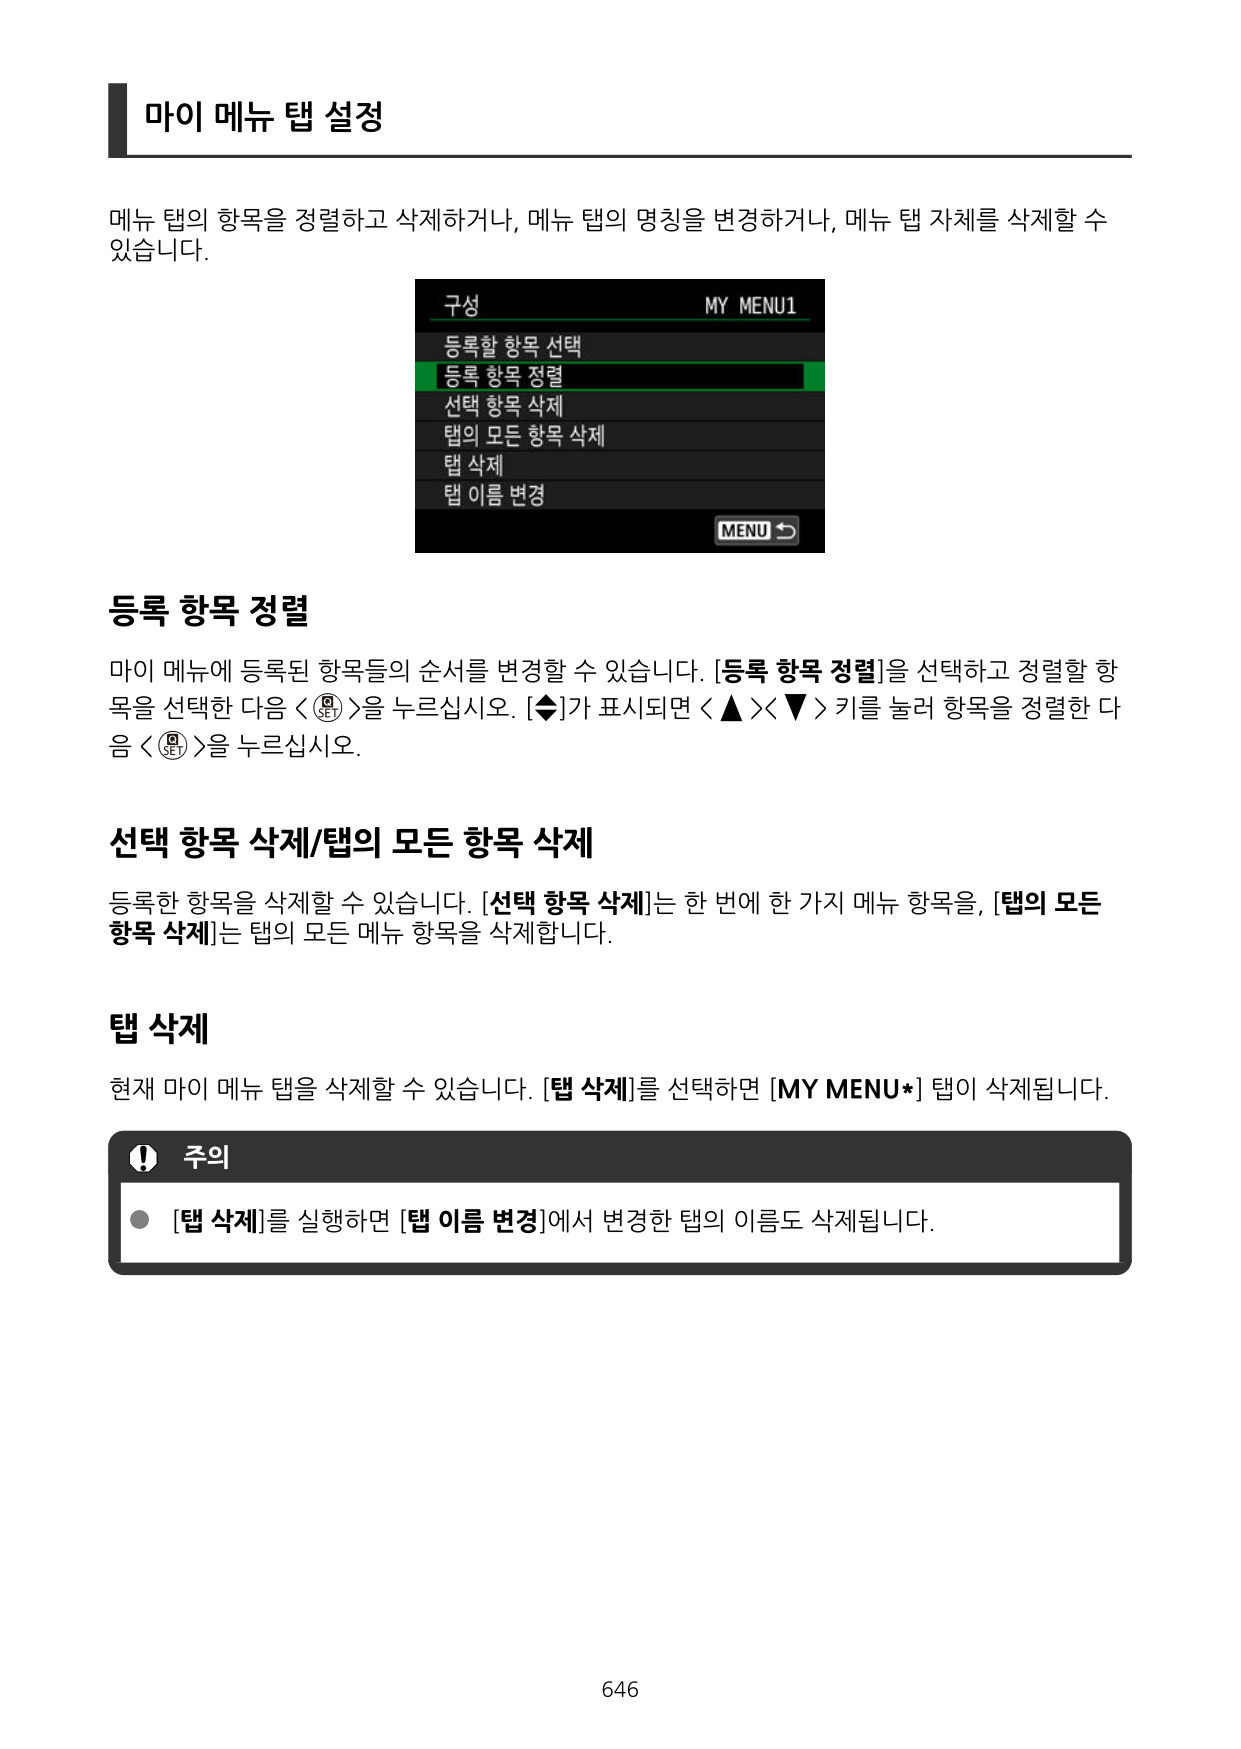 마이 메뉴 탭 설정
메뉴 탭의 항목을 정렬하고 삭제하거나, 메뉴 탭의 명칭을 변경하거나, 메뉴 탭 자체를 삭제할 수
있습니다.
구성 MY MENU1
등록할 항목 선택
등록 항목 정렬
선택 항목 삭제
탭의 모든 항목 삭제
탭 삭제
탭 이름 변경
MENU
등록 항목 정렬
마이 메뉴에 등록된 항목들의 순서를 변경할 수 있습니다. [등록 항목 정렬]을 선택하고 정렬할 항
목을 선택한 다음 < Q SET >을 누르십시오. [◆]가 표시되면 < ▲ >< ▼ > 키를 눌러 항목을 정렬한 다
음 < Q SET >을 누르십시오.
선택 항목 삭제/탭의 모든 항목 삭제
등록한 항목을 삭제할 수 있습니다. [선택 항목 삭제]는 한 번에 한 가지 메뉴 항목을, [탭의 모든
항목 삭제]는 탭의 모든 메뉴 항목을 삭제합니다.
탭 삭제
현재 마이 메뉴 탭을 삭제할 수 있습니다. [탭 삭제]를 선택하면 [MY MENU*] 탭이 삭제됩니다.
주의
● [탭 삭제]를 실행하면 [탭 이름 변경]에서 변경한 탭의 이름도 삭제됩니다.
646